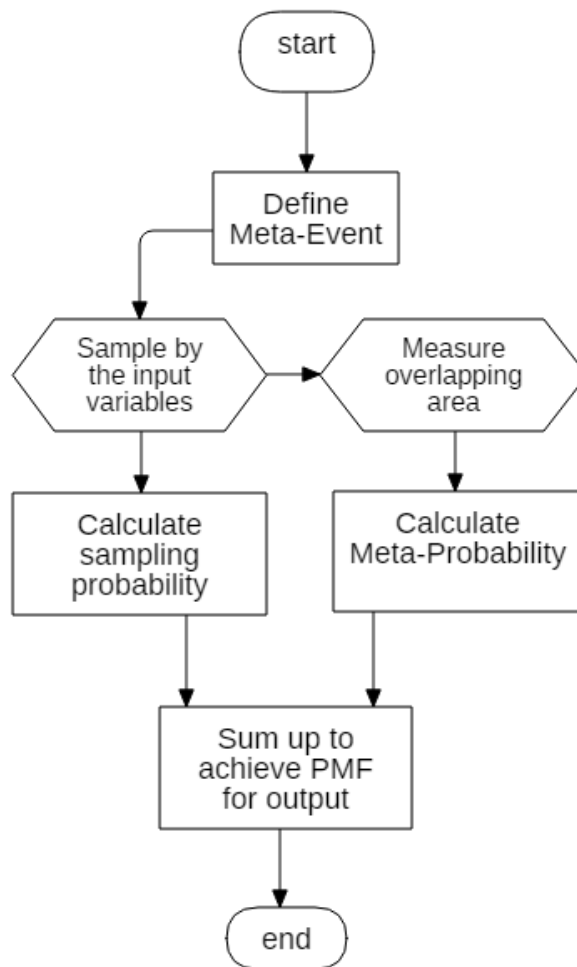 start
Define
Meta-Event
Sample by
the input
variables
Measure
overlapping
area
Calculate
sampling
probability
Calculate
Meta-Probability
Sum up to
achieve PMF
for output
end